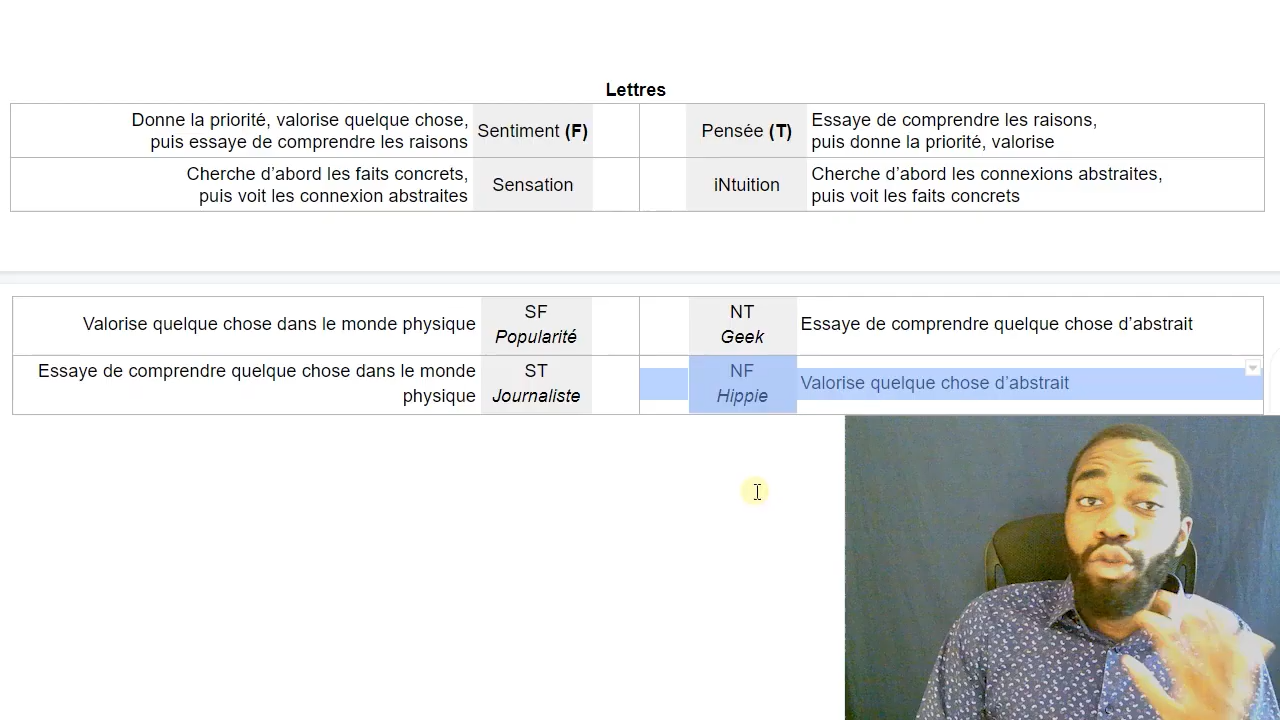 Lettres
Donne la priorité, valorise quelque chose,
puis essaye de comprendre les raisons
Sentiment (F)
Pensée (T)
Essaye de comprendre les raisons,
puis donne la priorité, valorise
Cherche d’abord les faits concrets,
puis voit les connexion abstraites
Sensation
iNtuition
Cherche d’abord les connexions abstraites,
puis voit les faits concrets
Valorise quelque chose dans le monde physique
SF
Popularité
NT
Geek
Essaye de comprendre quelque chose d’abstrait
Essaye de comprendre quelque chose dans le monde
physique
ST
Journaliste
NF
Hippie
Valorise quelque chose d’abstrait